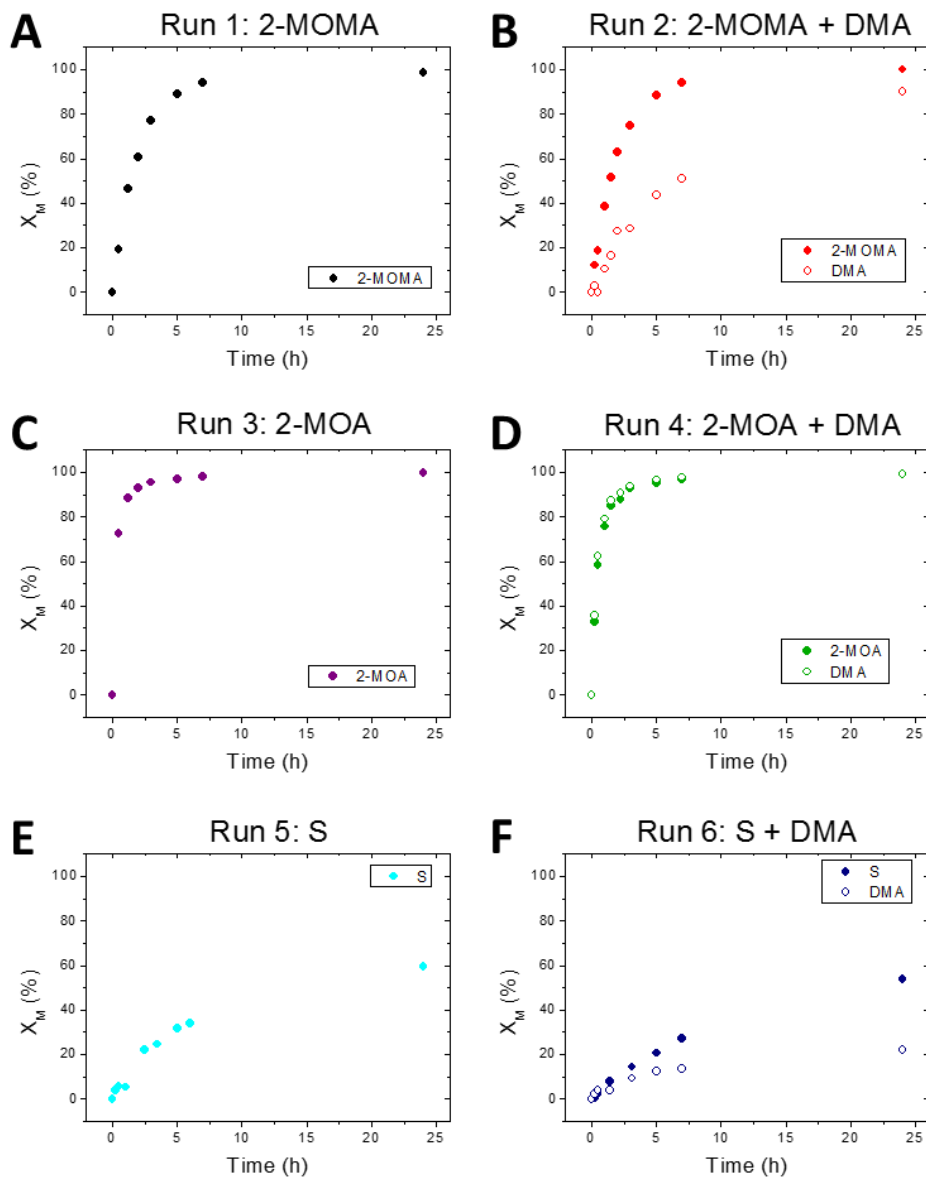 A
Run 1: 2-MOMA
X_M (%)
100
80
60
40
20
0
2-MOMA
0 5 10 15 20 25
Time (h)
B
Run 2: 2-MOMA + DMA
X_M (%)
100
80
60
40
20
0
2-MOMA
DMA
0 5 10 15 20 25
Time (h)
C
Run 3: 2-MOA
X_M (%)
100
80
60
40
20
0
2-MOA
0 5 10 15 20 25
Time (h)
D
Run 4: 2-MOA + DMA
X_M (%)
100
80
60
40
20
0
2-MOA
DMA
0 5 10 15 20 25
Time (h)
E
Run 5: S
X_M (%)
100
80
60
40
20
0
S
0 5 10 15 20 25
Time (h)
F
Run 6: S + DMA
X_M (%)
100
80
60
40
20
0
S
DMA
0 5 10 15 20 25
Time (h)